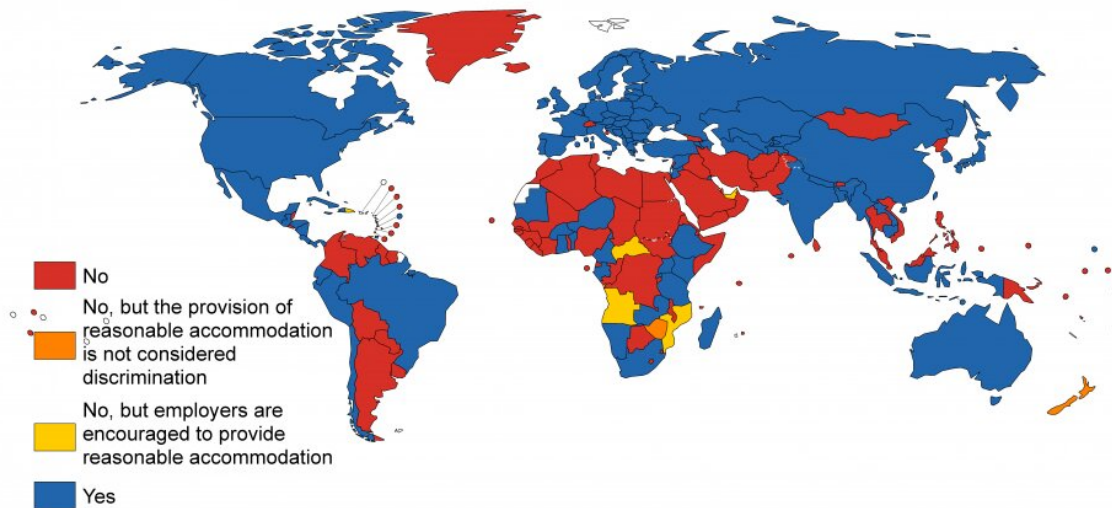 No
No, but the provision of
reasonable accommodation
is not considered
discrimination
No, but employers are
encouraged to provide
reasonable accommodation
Yes